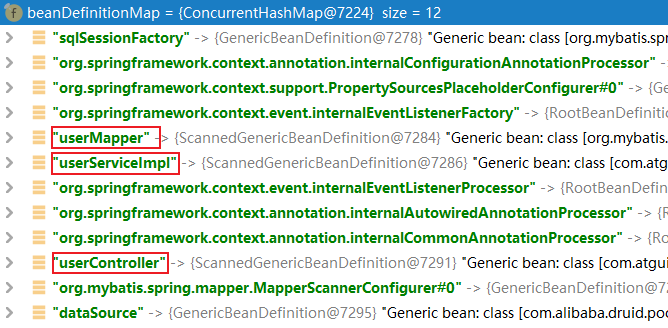 f beanDefinitionMap = {ConcurrentHashMap@7224} size = 12
"sqlSessionFactory" -> {GenericBeanDefinition@7278} "Generic bean: class [org.mybatis.spr
"org.springframework.context.annotation.internalConfigurationAnnotationProcessor" ->
"org.springframework.context.support.PropertySourcesPlaceholderConfigurer#0" -> {Ge
"org.springframework.context.event.internalEventListenerFactory" -> {RootBeanDefinition
"userMapper" -> {ScannedGenericBeanDefinition@7284} "Generic bean: class [org.mybatis.
"userServiceImpl" -> {ScannedGenericBeanDefinition@7286} "Generic bean: class [com.atgu
"org.springframework.context.event.internalEventListenerProcessor" -> {RootBeanDefiniti
"org.springframework.context.annotation.internalAutowiredAnnotationProcessor" -> {Ro
"org.springframework.context.annotation.internalCommonAnnotationProcessor" -> {Root
"userController" -> {ScannedGenericBeanDefinition@7291} "Generic bean: class [com.atgui
"org.mybatis.spring.mapper.MapperScannerConfigurer#0" -> {GenericBeanDefinition@72
"dataSource" -> {GenericBeanDefinition@7295} "Generic bean: class [com.alibaba.druid.poo